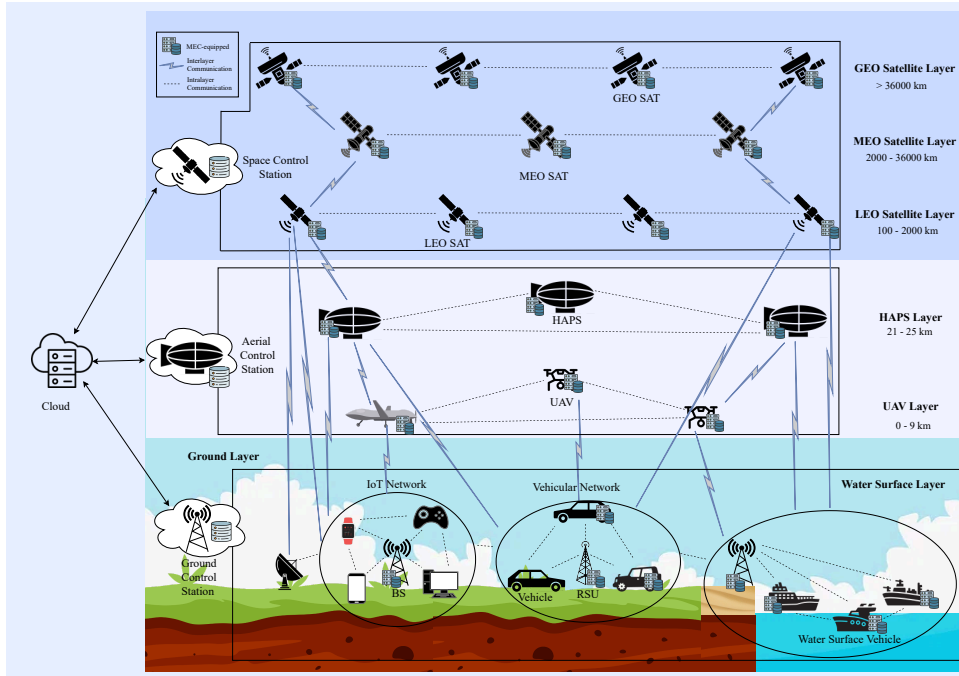 MEC-equipped
Interlayer
Communication
Intralayer
Communication
GEO SAT
GEO Satellite Layer
> 36000 km
MEO SAT
MEO Satellite Layer
2000 - 36000 km
Space Control
Station
LEO SAT
LEO Satellite Layer
100 - 2000 km
HAPS
HAPS Layer
21 - 25 km
Aerial
Control
Station
Cloud
UAV
UAV Layer
0 - 9 km
Ground Layer
IoT Network
Vehicular Network
Water Surface Layer
Ground
Control
Station
BS
Vehicle
RSU
Water Surface Vehicle